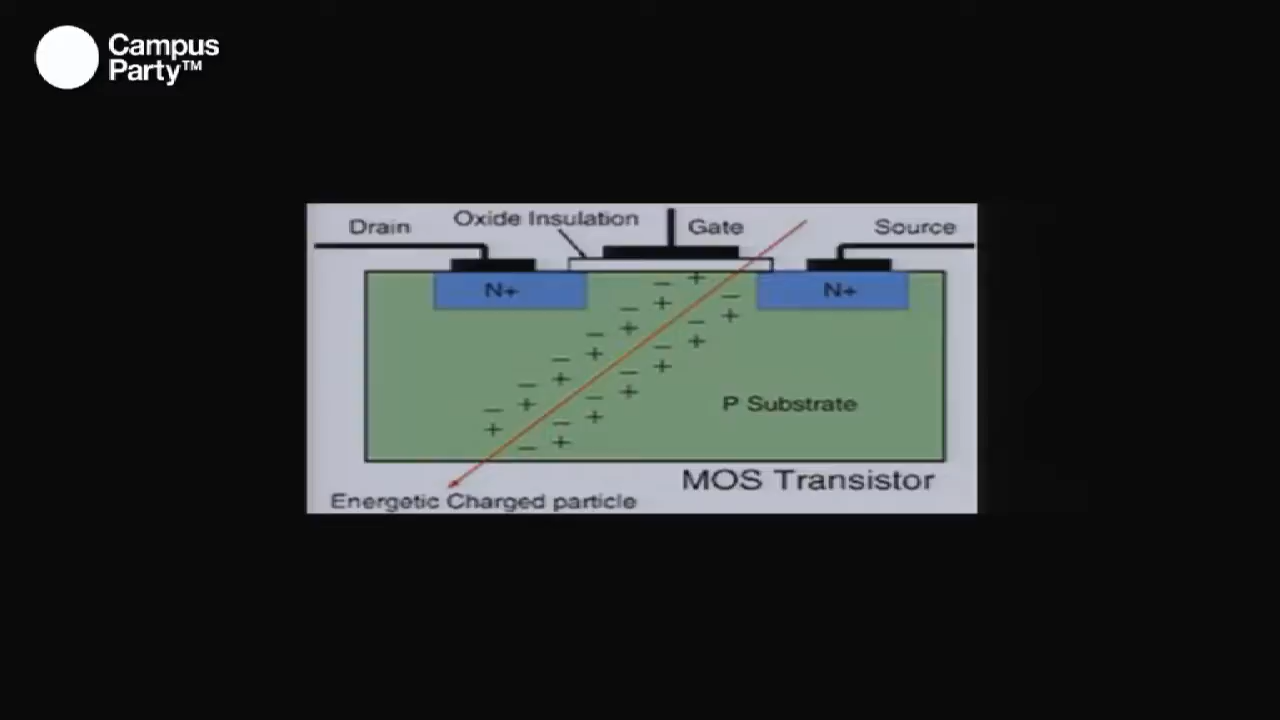 Campus
Party™
Drain
Oxide Insulation
Gate
Source
N+
N+
P Substrate
MOS Transistor
Energetic Charged particle